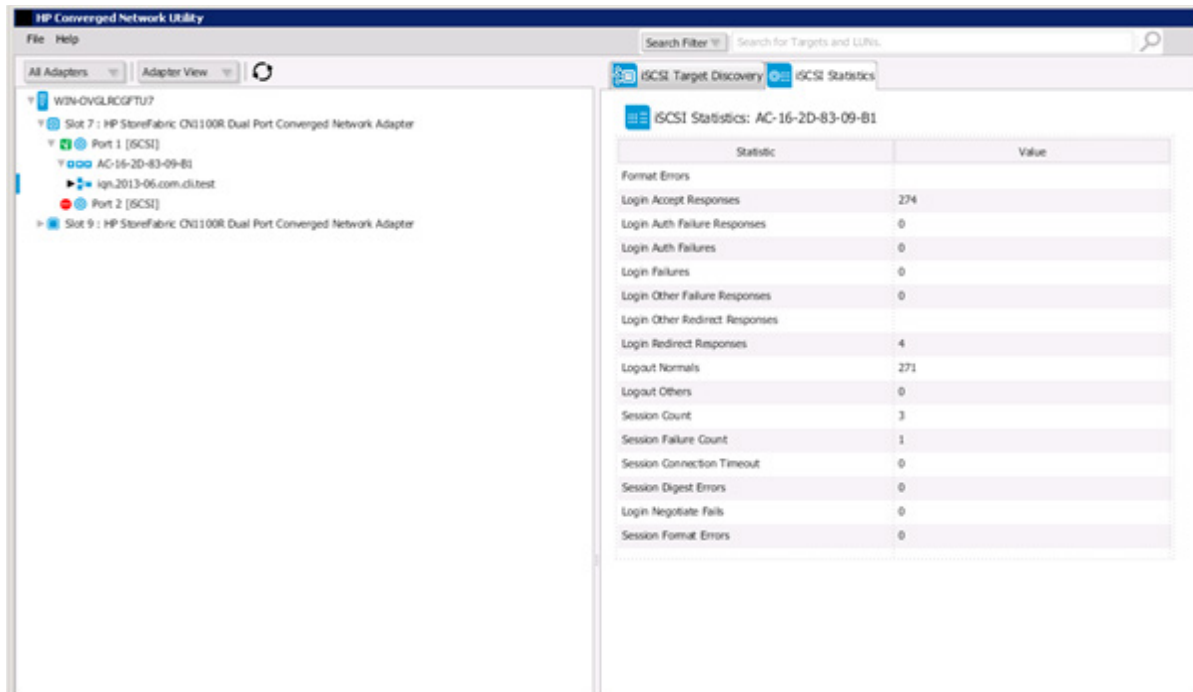 HP Converged Network Utility
File Help
Search Filter Search for Targets and LUNs.
All Adapters Adapter View
WIN-OVGLRCGFTU7
Slot 7 : HP StoreFabric CN1100R Dual Port Converged Network Adapter
Port 1 [iSCSI]
AC-16-2D-83-09-B1
iqn.2013-06.com.cli.test
Port 2 [iSCSI]
Slot 9 : HP StoreFabric CN1100R Dual Port Converged Network Adapter
iSCSI Target Discovery iSCSI Statistics
iSCSI Statistics: AC-16-2D-83-09-B1
Statistic Value
Format Errors
Login Accept Responses 274
Login Auth Failure Responses 0
Login Auth Failures 0
Login Failures 0
Login Other Failure Responses 0
Login Other Redirect Responses
Login Redirect Responses 4
Logout Normals 271
Logout Others 0
Session Count 3
Session Failure Count 1
Session Connection Timeout 0
Session Digest Errors 0
Login Negotiate Fails 0
Session Format Errors 0